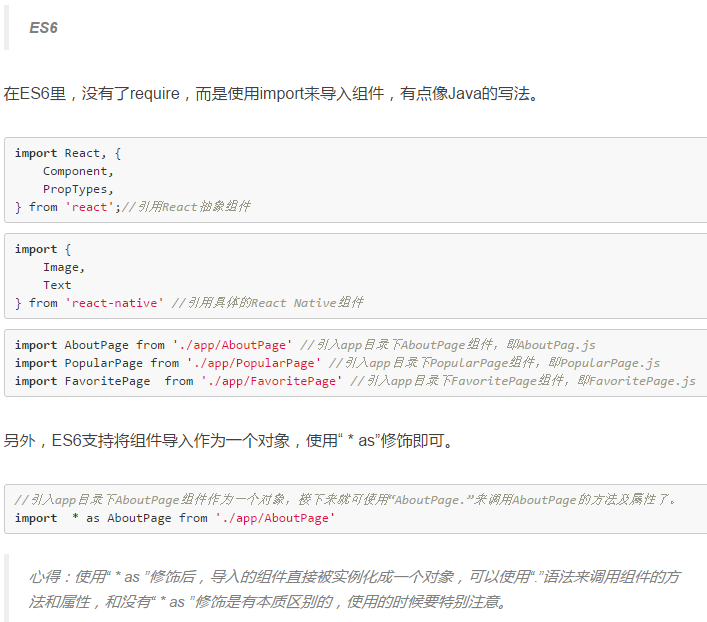 ES6
在ES6里，没有了require，而是使用import来导入组件，有点像Java的写法。
import React, {
    Component,
    PropTypes,
} from 'react';//引用React抽象组件
import {
    Image,
    Text
} from 'react-native' //引用具体的React Native组件
import AboutPage from './app/AboutPage' //引入app目录下AboutPage组件，即AboutPag.js
import PopularPage from './app/PopularPage' //引入app目录下PopularPage组件，即PopularPage.js
import FavoritePage  from './app/FavoritePage' //引入app目录下FavoritePage组件，即FavoritePage.js
另外，ES6支持将组件导入作为一个对象，使用“ * as”修饰即可。
//引入app目录下AboutPage组件作为一个对象，接下来就可使用“AboutPage.”来调用AboutPage的方法及属性了。
import  * as AboutPage from './app/AboutPage'
心得：使用“ * as ”修饰后，导入的组件直接被实例化成一个对象，可以使用“.”语法来调用组件的方
法和属性，和没有“ * as ”修饰是有本质区别的，使用的时候要特别注意。